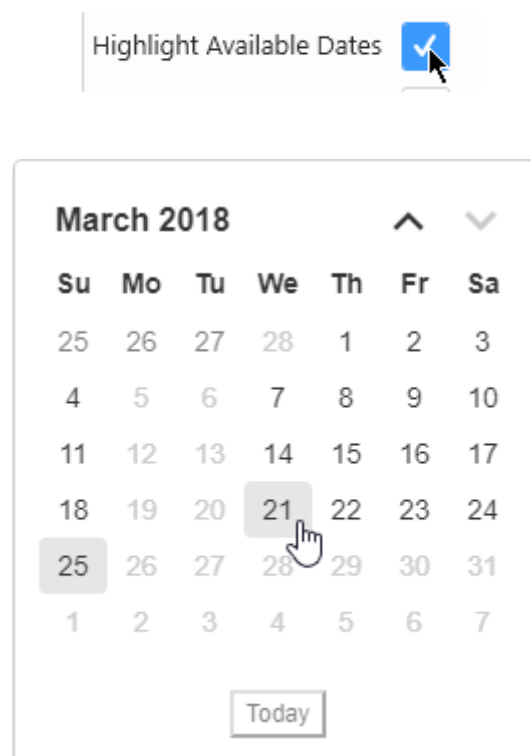 Highlight Available Dates
March 2018
Su Mo Tu We Th Fr Sa
25 26 27 28 1 2 3
4 5 6 7 8 9 10
11 12 13 14 15 16 17
18 19 20 21 22 23 24
25 26 27 28 29 30 31
1 2 3 4 5 6 7
Today